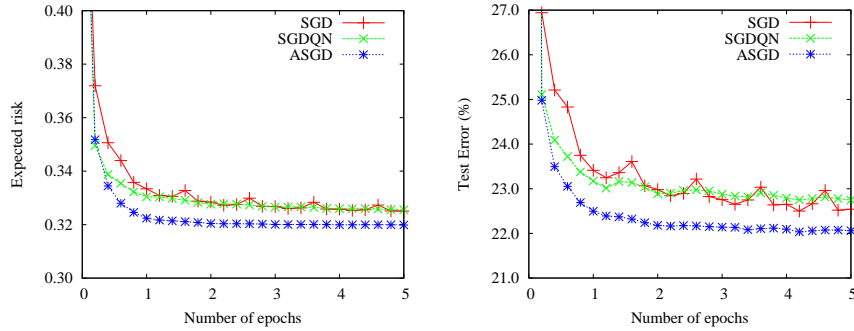 SGD
SGDQN
ASGD
0.40
0.38
0.36
0.34
0.32
0.30
Expected risk
0 1 2 3 4 5
Number of epochs
SGD
SGDQN
ASGD
27.0
26.0
25.0
24.0
23.0
22.0
21.0
Test Error (%)
0 1 2 3 4 5
Number of epochs